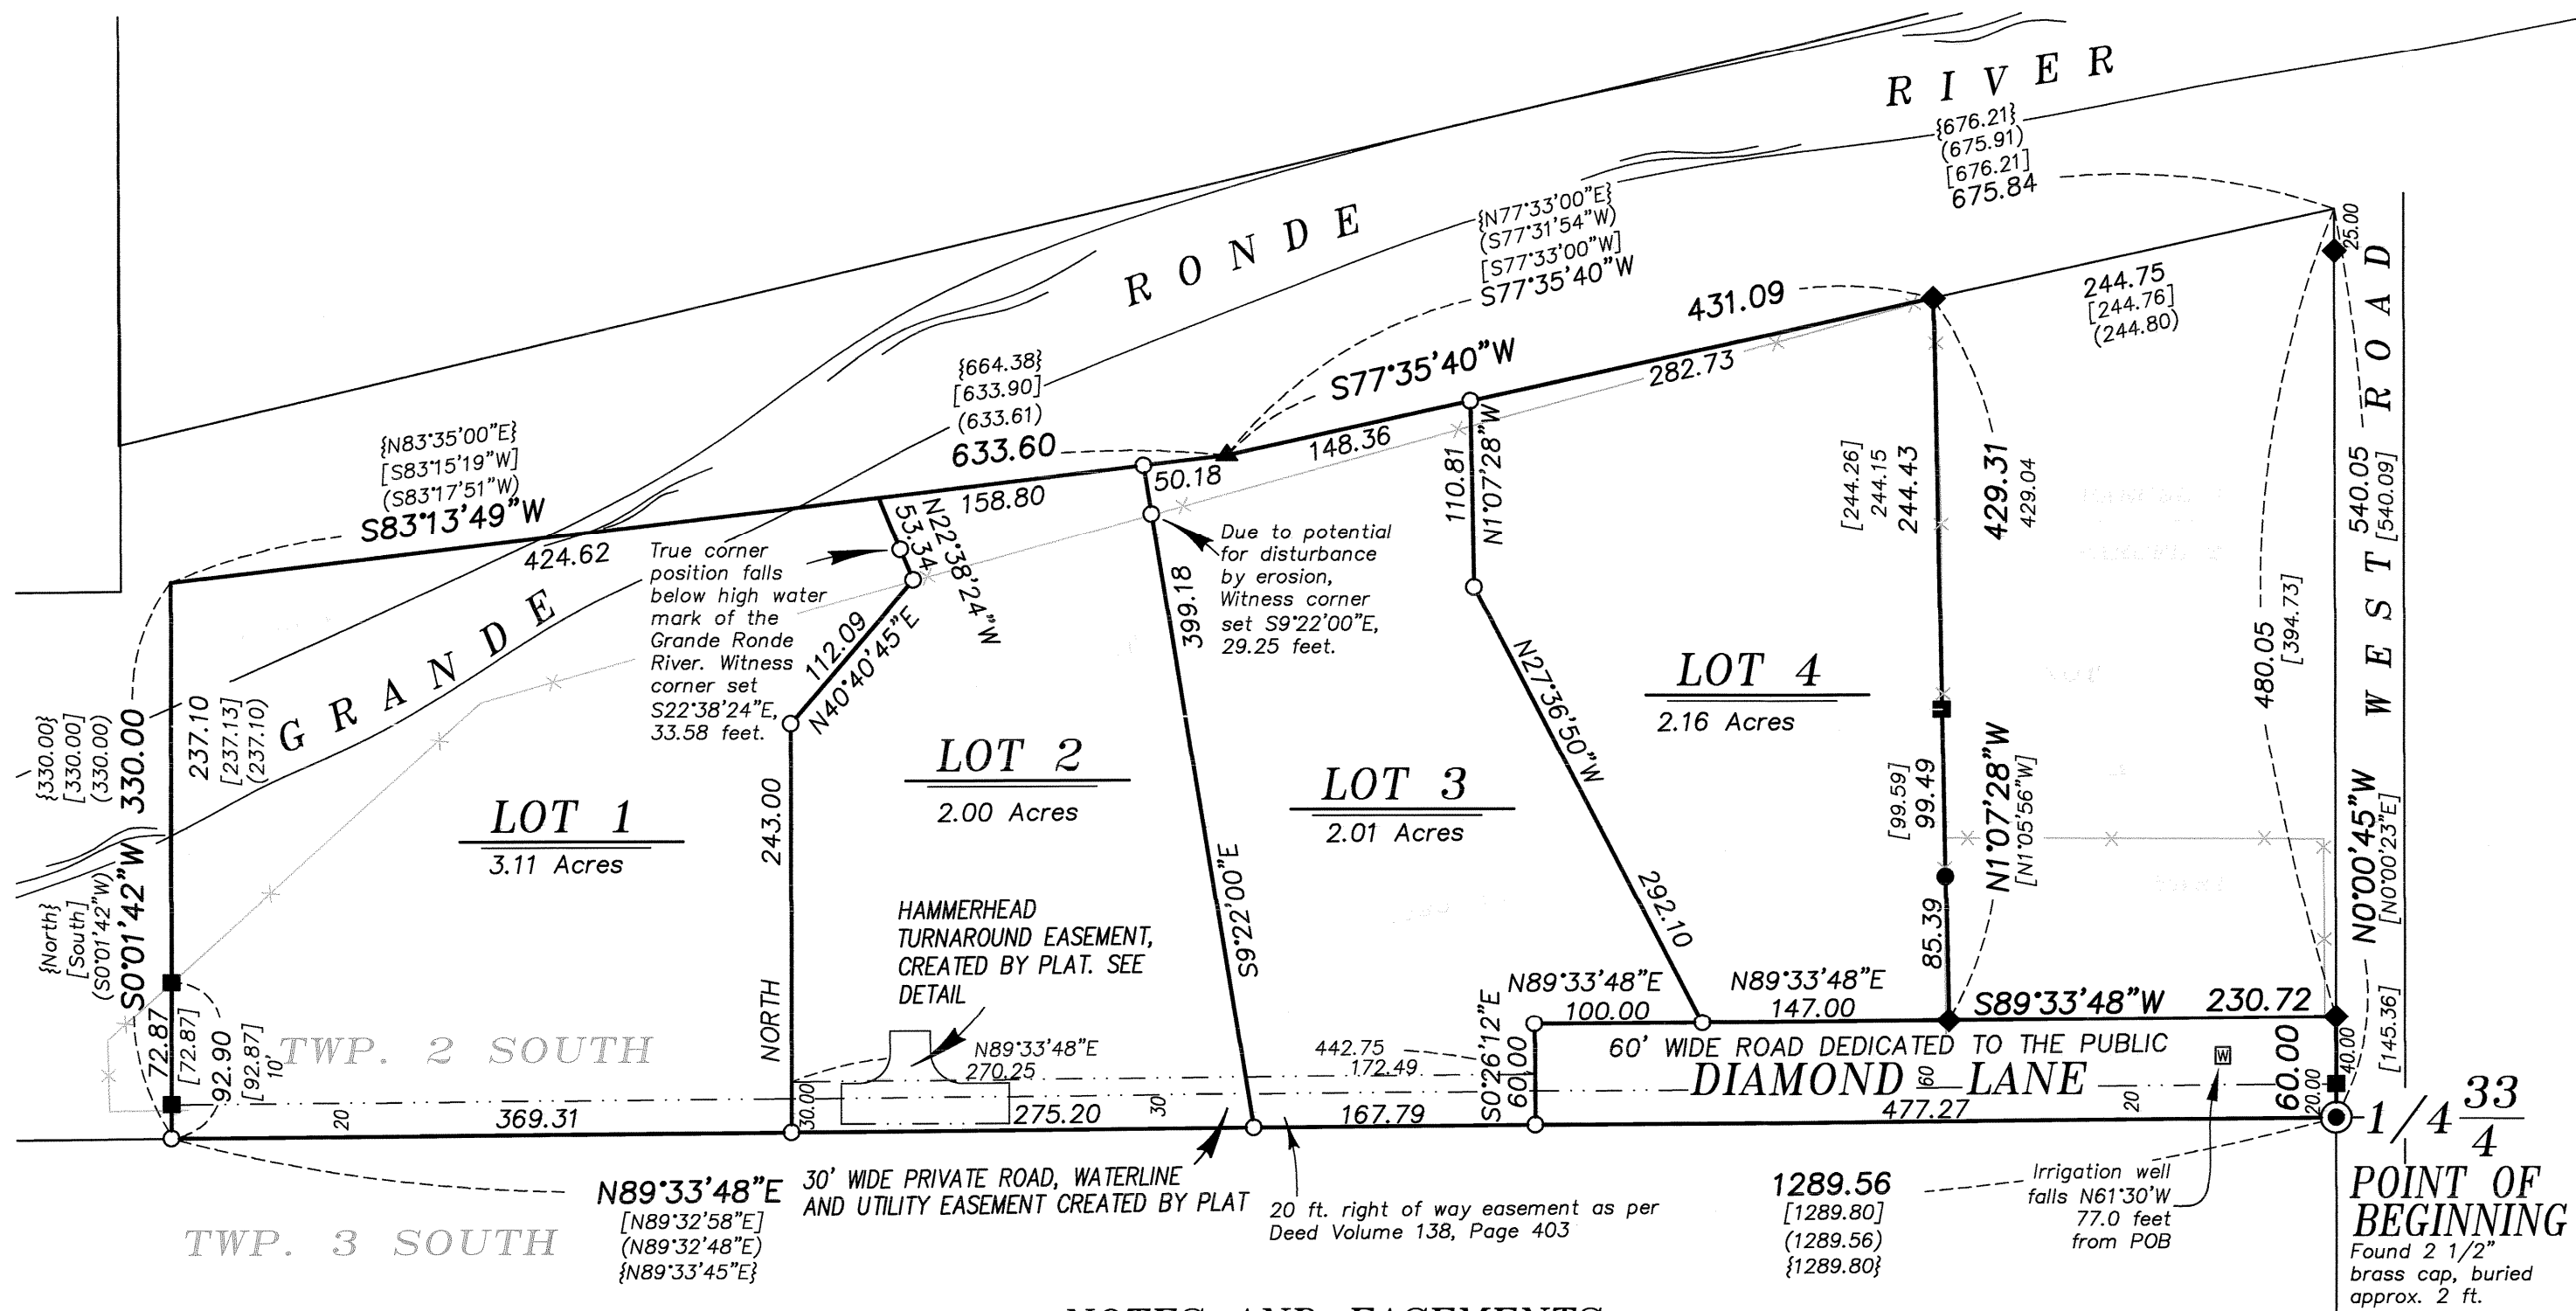 RIVER
{676.21}
(675.91)
[676.21]
675.84
25.00
RONDE
{N77°33'00"E}
(S77°31'54"W)
[S77°33'00"W]
S77°35'40"W
431.09
244.75
[244.76]
(244.80)
WEST ROAD
{664.38}
[633.90]
(633.61)
633.60
S77°35'40"W
282.73
148.36
50.18
158.80
{N83°35'00"E}
[S83°15'19"W]
(S83°17'51"W)
S83°13'49"W
424.62
GRANDE
53.34
N22°38'24"W
True corner
position falls
below high water
mark of the
Grande Ronde
River. Witness
corner set
S22°38'24"E,
33.58 feet.
Due to potential
for disturbance
by erosion,
Witness corner
set S9°22'00"E,
29.25 feet.
110.81
N1°07'28"W
[244.26]
244.15
244.43
429.31
429.04
540.05
[540.09]
480.05
[394.73]
112.09
N40°40'45"E
399.18
S9°22'00"E
N27°36'50"W
292.10
{330.00}
[330.00]
(330.00)
330.00
237.10
[237.13]
(237.10)
{North}
[South]
(S0°01'42"W)
S0°01'42"W
LOT 1
3.11 Acres
243.00
NORTH
LOT 2
2.00 Acres
LOT 3
2.01 Acres
LOT 4
2.16 Acres
[99.59]
99.49
N1°07'28"W
[N1°05'56"W]
85.39
N0°00'45"W
[N0°00'23"E]
[145.36]
HAMMERHEAD
TURNAROUND EASEMENT,
CREATED BY PLAT. SEE
DETAIL
72.87
[72.87]
92.90
[92.87]
10'
TWP. 2 SOUTH
N89°33'48"E
270.25
442.75
172.49
S0°26'12"E
60.00
N89°33'48"E
100.00
N89°33'48"E
147.00
S89°33'48"W 230.72
60' WIDE ROAD DEDICATED TO THE PUBLIC
W
DIAMOND LANE
60
60.00
40.00
20.00
20
369.31
30.00
275.20
30
167.79
477.27
20
1/4 33
4
POINT OF
BEGINNING
Found 2 1/2"
brass cap, buried
approx. 2 ft.
N89°33'48"E
[N89°32'58"E]
(N89°32'48"E)
{N89°33'45"E}
30' WIDE PRIVATE ROAD, WATERLINE
AND UTILITY EASEMENT CREATED BY PLAT
20 ft. right of way easement as per
Deed Volume 138, Page 403
1289.56
[1289.80]
(1289.56)
{1289.80}
Irrigation well
falls N61°30'W
77.0 feet
from POB
TWP. 3 SOUTH
NOTES AND EASEMENTS